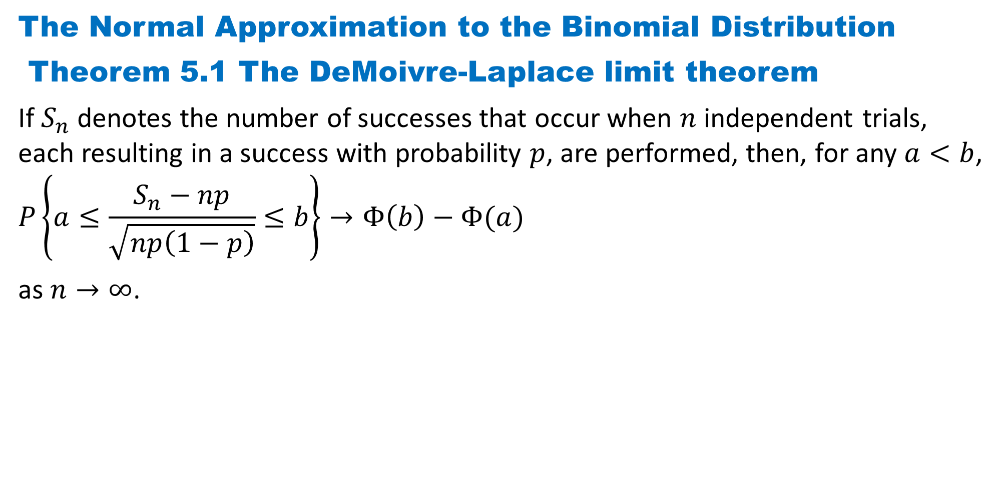 The Normal Approximation to the Binomial Distribution
Theorem 5.1 The DeMoivre-Laplace limit theorem
If $S_n$ denotes the number of successes that occur when $n$ independent trials,
each resulting in a success with probability $p$, are performed, then, for any $a < b$,
$P\left\{a \leq \frac{S_n - np}{\sqrt{np(1-p)}} \leq b\right\} \rightarrow \Phi(b) - \Phi(a)$
as $n \rightarrow \infty$.